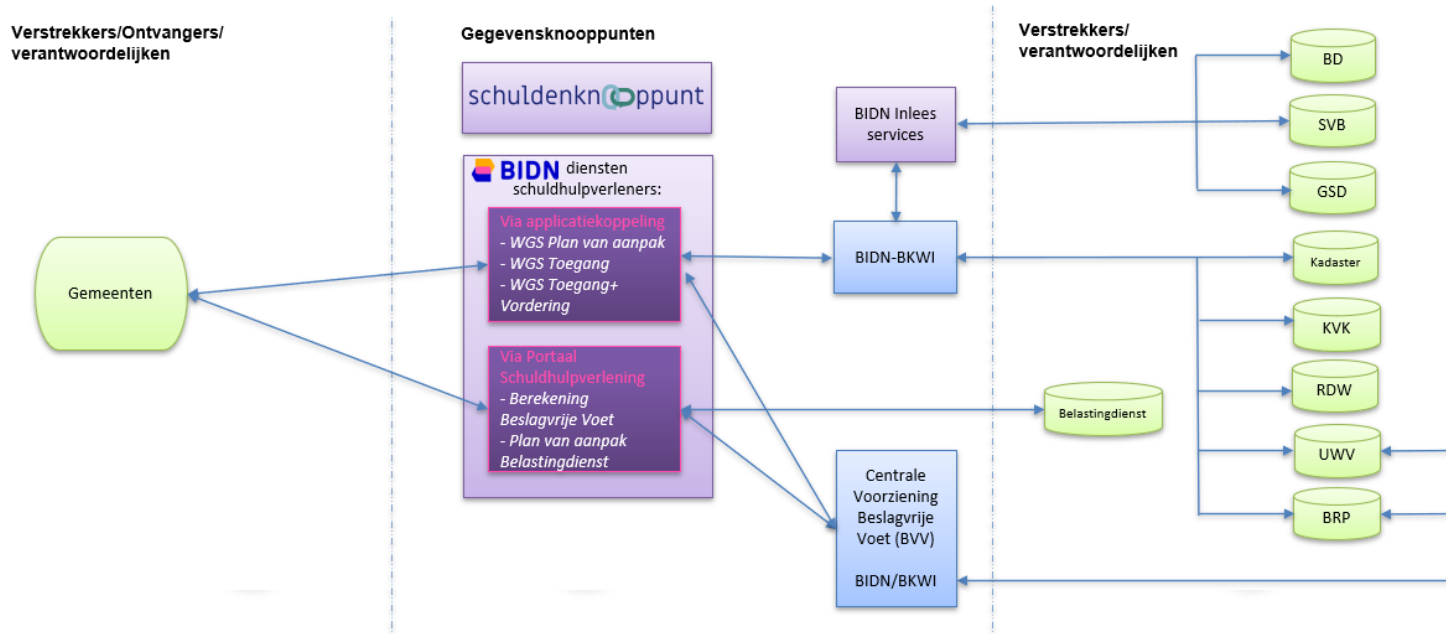 Verstrekkers/Ontvangers/
verantwoordelijken
Gegevensknooppunten
Verstrekkers/
verantwoordelijken
schuldenknooppunt
BIDN diensten
schuldhulpverleners:
Via applicatiekoppeling
- WGS Plan van aanpak
- WGS Toegang
- WGS Toegang+
Vordering
Via Portaal
Schuldhulpverlening
- Berekening
Beslagvrije Voet
- Plan van aanpak
Belastingdienst
Gemeenten
BIDN Inlees
services
BIDN-BKWI
Centrale
Voorziening
Beslagvrije
Voet (BVV)
BIDN/BKWI
Belastingdienst
BD
SVB
GSD
Kadaster
KVK
RDW
UWV
BRP